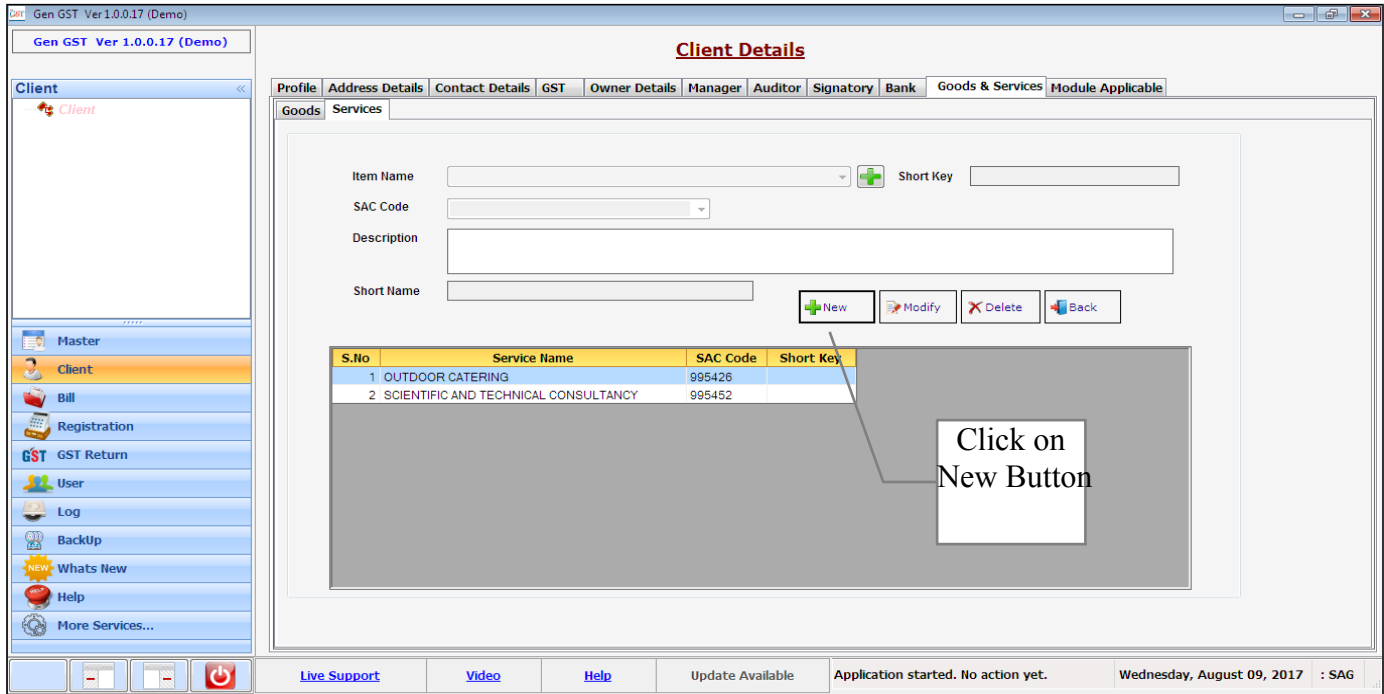 GST Gen GST Ver 1.0.0.17 (Demo)
Gen GST Ver 1.0.0.17 (Demo)
Client Details
Client
Client
Profile Address Details Contact Details GST Owner Details Manager Auditor Signatory Bank Goods & Services Module Applicable
Goods Services
Item Name
Short Key
SAC Code
Description
Short Name
New Modify Delete Back
S.No Service Name SAC Code Short Key
1 OUTDOOR CATERING 995426
2 SCIENTIFIC AND TECHNICAL CONSULTANCY 995452
Click on
New Button
Master
Client
Bill
Registration
GST GST Return
User
Log
BackUp
NEW Whats New
HELP Help
More Services...
Live Support Video Help Update Available Application started. No action yet. Wednesday, August 09, 2017 : SAG